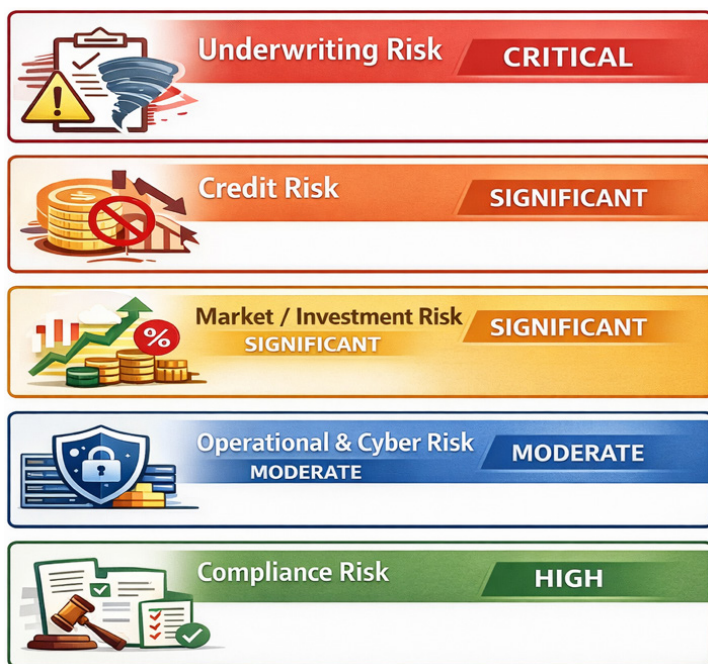 Underwriting Risk CRITICAL
Credit Risk SIGNIFICANT
Market / Investment Risk SIGNIFICANT
SIGNIFICANT
%
Operational & Cyber Risk MODERATE
MODERATE
Compliance Risk HIGH